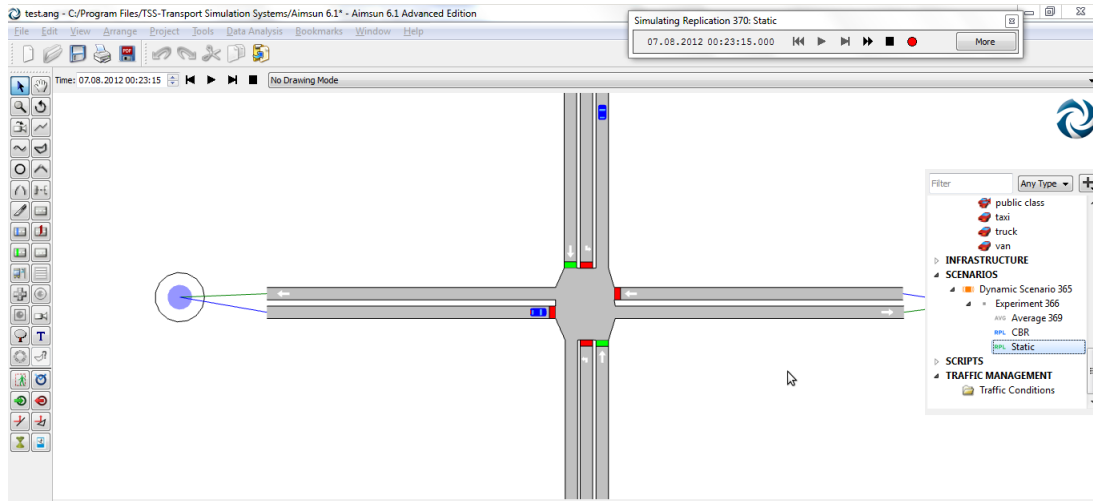 test.ang - C:/Program Files/TSS-Transport Simulation Systems/Aimsun 6.1* - Aimsun 6.1 Advanced Edition
File Edit View Arrange Project Tools Data Analysis Bookmarks Window Help
Simulating Replication 370: Static
07.08.2012 00:23:15.000
More
Time: 07.08.2012 00:23:15
No Drawing Mode
Filter
Any Type
public class
taxi
truck
van
INFRASTRUCTURE
SCENARIOS
Dynamic Scenario 365
Experiment 366
AVG Average 369
RPL CBR
RPL Static
SCRIPTS
TRAFFIC MANAGEMENT
Traffic Conditions
T